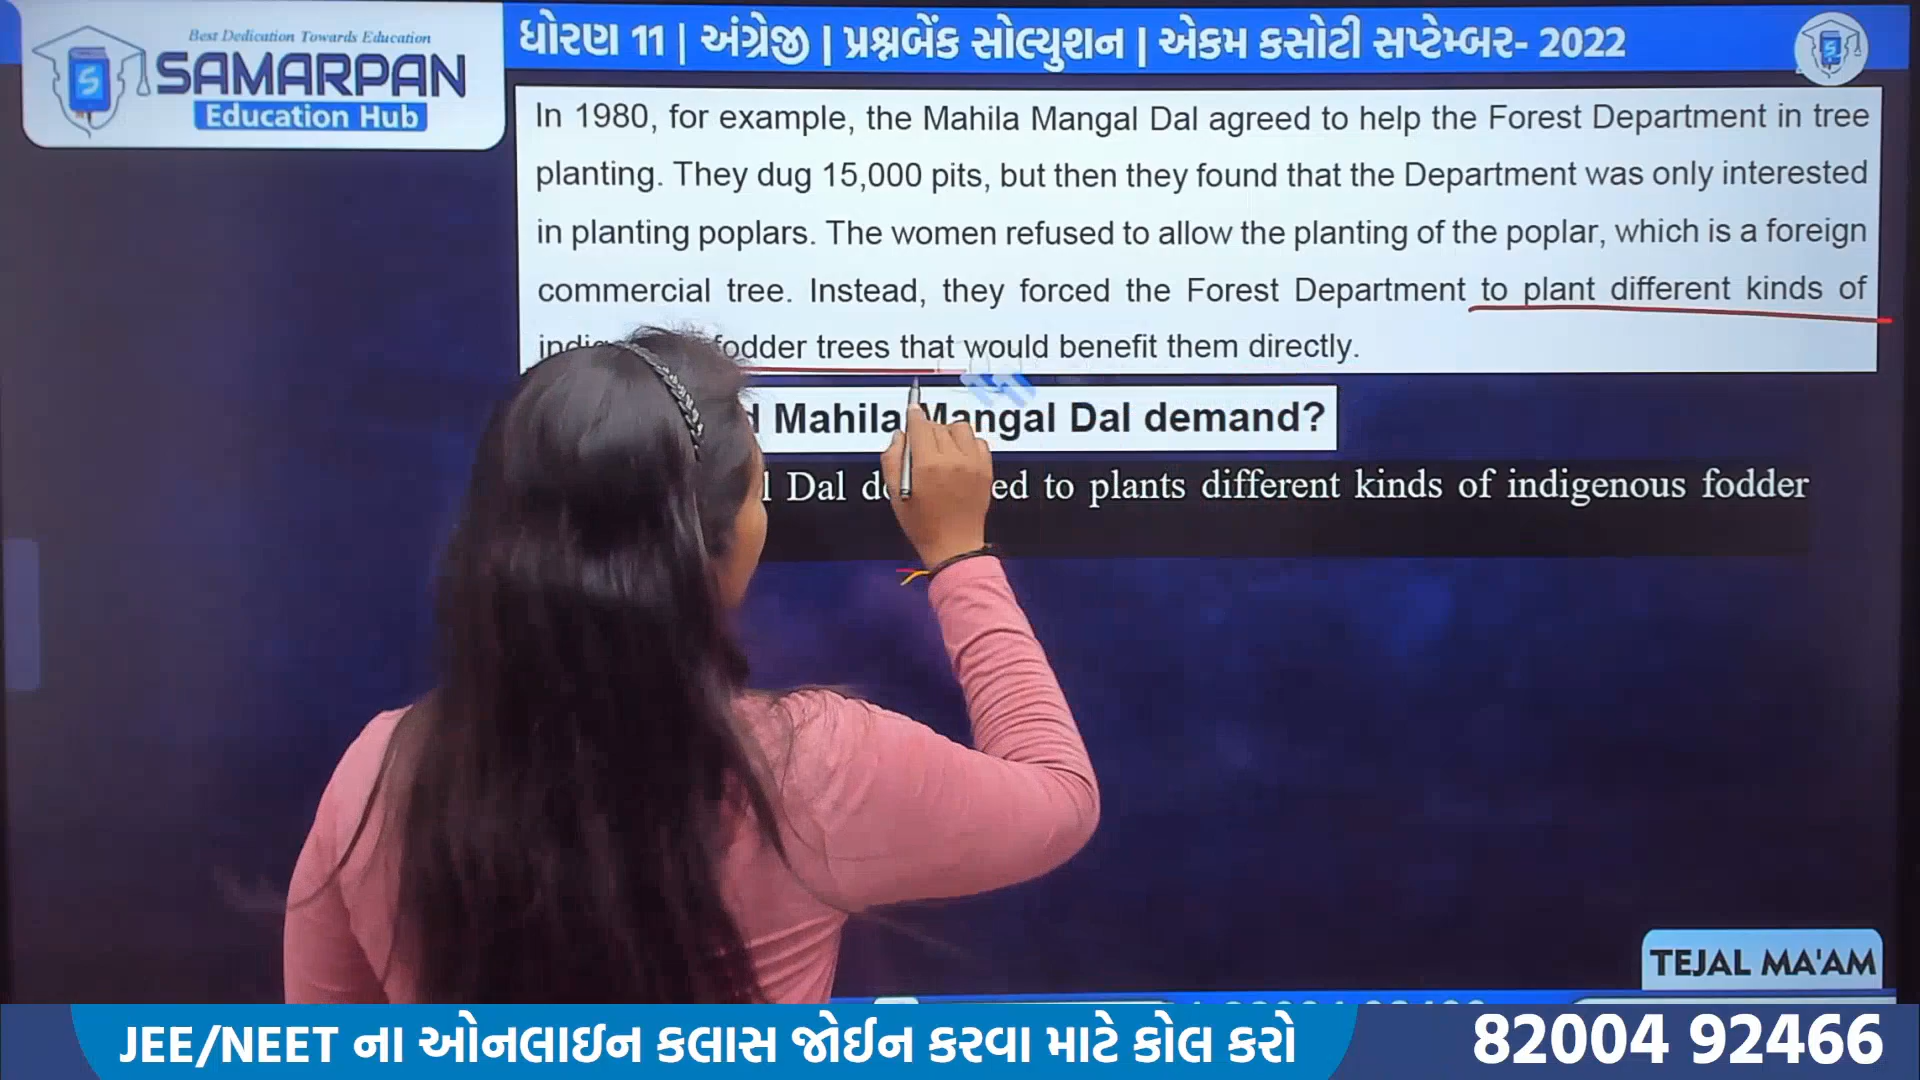 Best Dedication Towards Education
SAMARPAN
Education Hub
ધોરણ 11 | અંગ્રેજી | પ્રશ્નબેંક સોલ્યુશન | એકમ કસોટી સપ્ટેમ્બર- 2022
In 1980, for example, the Mahila Mangal Dal agreed to help the Forest Department in tree
planting. They dug 15,000 pits, but then they found that the Department was only interested
in planting poplars. The women refused to allow the planting of the poplar, which is a foreign
commercial tree. Instead, they forced the Forest Department to plant different kinds of
fodder trees that would benefit them directly.
Mahila Mangal Dal demand?
Dal to plants different kinds of indigenous fodder
TEJAL MA'AM
JEE/NEET ના ઓનલાઇન કલાસ જોઈન કરવા માટે કોલ કરો
82004 92466